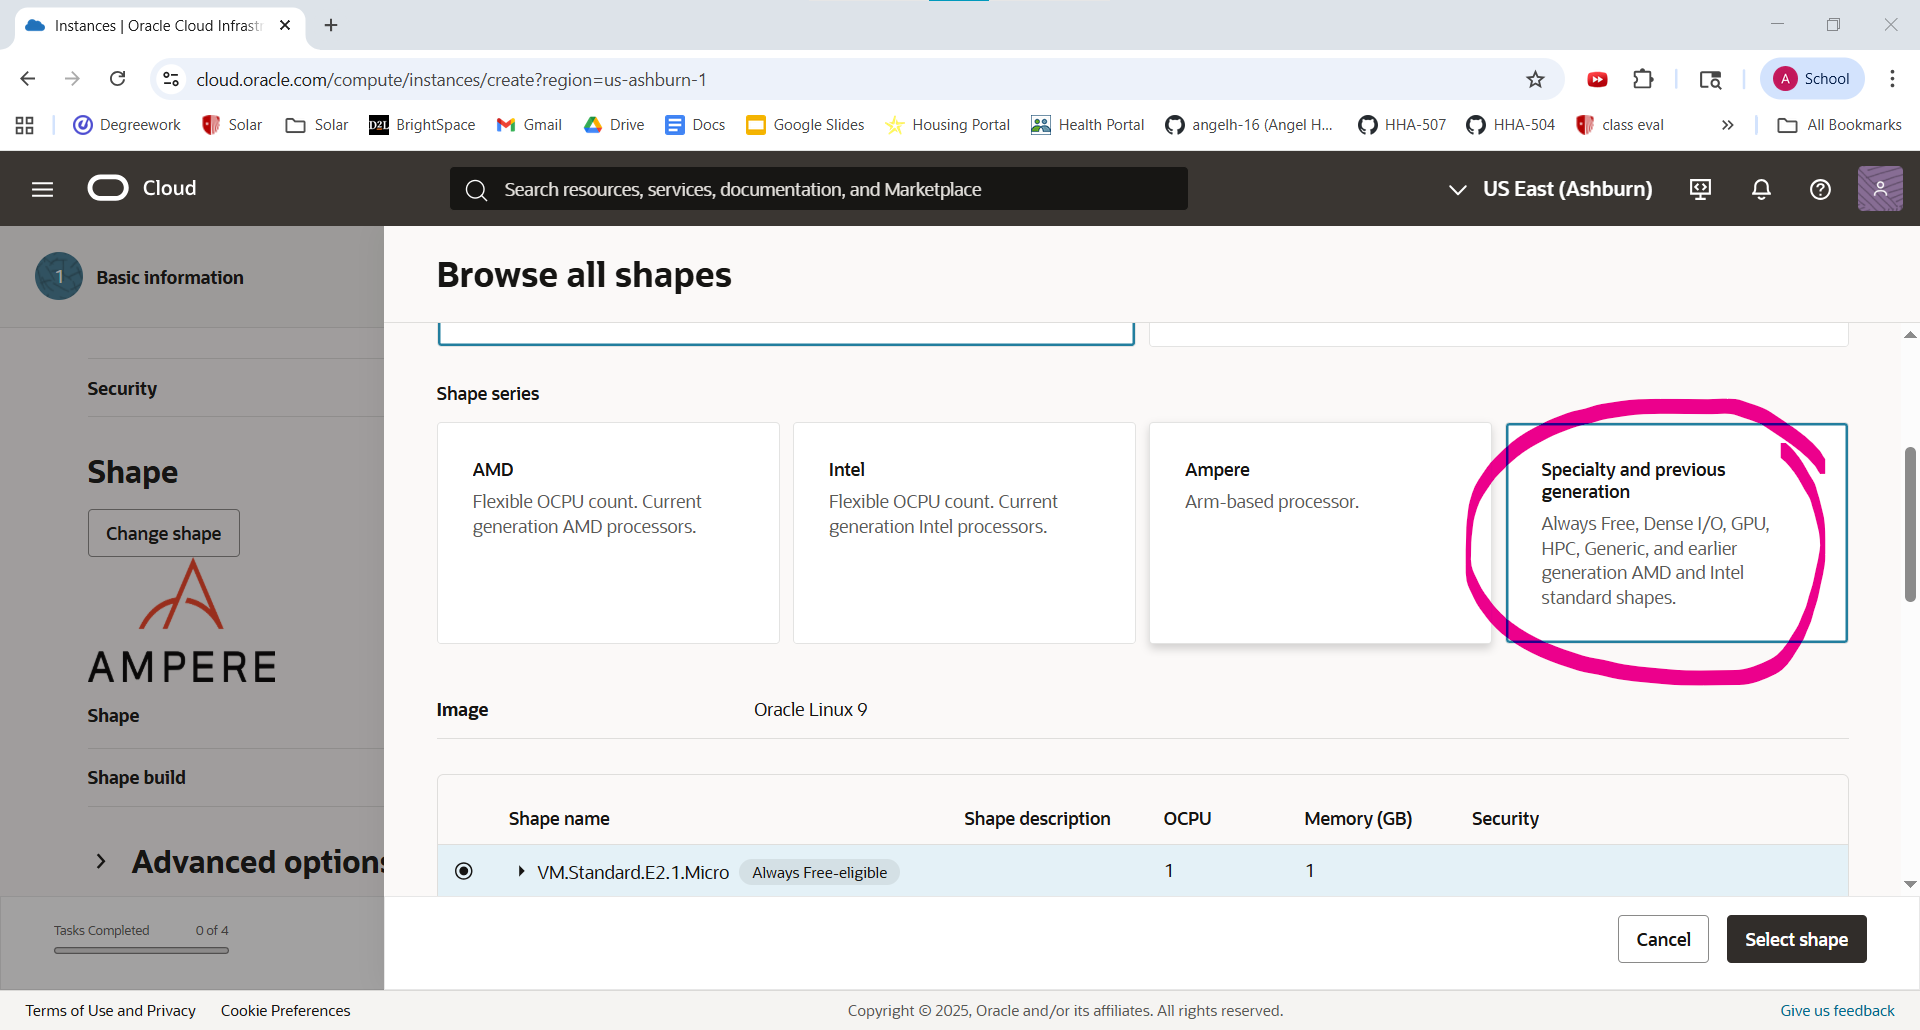 Instances | Oracle Cloud Infrastr
cloud.oracle.com/compute/instances/create?region=us-ashburn-1
A School
Degreework Solar Solar D2L BrightSpace Gmail Drive Docs Google Slides Housing Portal Health Portal angelh-16 (Angel H... HHA-507 HHA-504 class eval » All Bookmarks
Cloud
Search resources, services, documentation, and Marketplace
US East (Ashburn)
1 Basic information
Security
Shape
Change shape
AMPERE
Shape
Shape build
Advanced options
Tasks Completed 0 of 4
Browse all shapes
Shape series
AMD
Flexible OCPU count. Current
generation AMD processors.
Intel
Flexible OCPU count. Current
generation Intel processors.
Ampere
Arm-based processor.
Specialty and previous
generation
Always Free, Dense I/O, GPU,
HPC, Generic, and earlier
generation AMD and Intel
standard shapes.
Image Oracle Linux 9
Shape name Shape description OCPU Memory (GB) Security
VM.Standard.E2.1.Micro Always Free-eligible 1 1
Cancel Select shape
Terms of Use and Privacy Cookie Preferences Copyright © 2025, Oracle and/or its affiliates. All rights reserved. Give us feedback